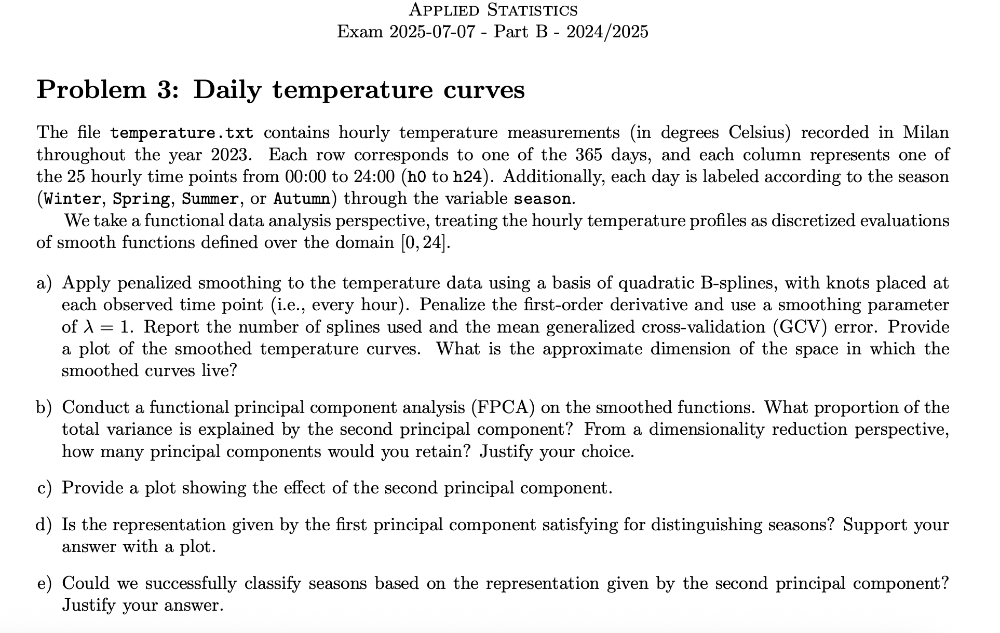 APPLIED STATISTICS
Exam 2025-07-07 - Part B - 2024/2025
Problem 3: Daily temperature curves
The file temperature.txt contains hourly temperature measurements (in degrees Celsius) recorded in Milan
throughout the year 2023. Each row corresponds to one of the 365 days, and each column represents one of
the 25 hourly time points from 00:00 to 24:00 (h0 to h24). Additionally, each day is labeled according to the season
(Winter, Spring, Summer, or Autumn) through the variable season.
We take a functional data analysis perspective, treating the hourly temperature profiles as discretized evaluations
of smooth functions defined over the domain [0, 24].
a) Apply penalized smoothing to the temperature data using a basis of quadratic B-splines, with knots placed at
each observed time point (i.e., every hour). Penalize the first-order derivative and use a smoothing parameter
of λ = 1. Report the number of splines used and the mean generalized cross-validation (GCV) error. Provide
a plot of the smoothed temperature curves. What is the approximate dimension of the space in which the
smoothed curves live?
b) Conduct a functional principal component analysis (FPCA) on the smoothed functions. What proportion of the
total variance is explained by the second principal component? From a dimensionality reduction perspective,
how many principal components would you retain? Justify your choice.
c) Provide a plot showing the effect of the second principal component.
d) Is the representation given by the first principal component satisfying for distinguishing seasons? Support your
answer with a plot.
e) Could we successfully classify seasons based on the representation given by the second principal component?
Justify your answer.